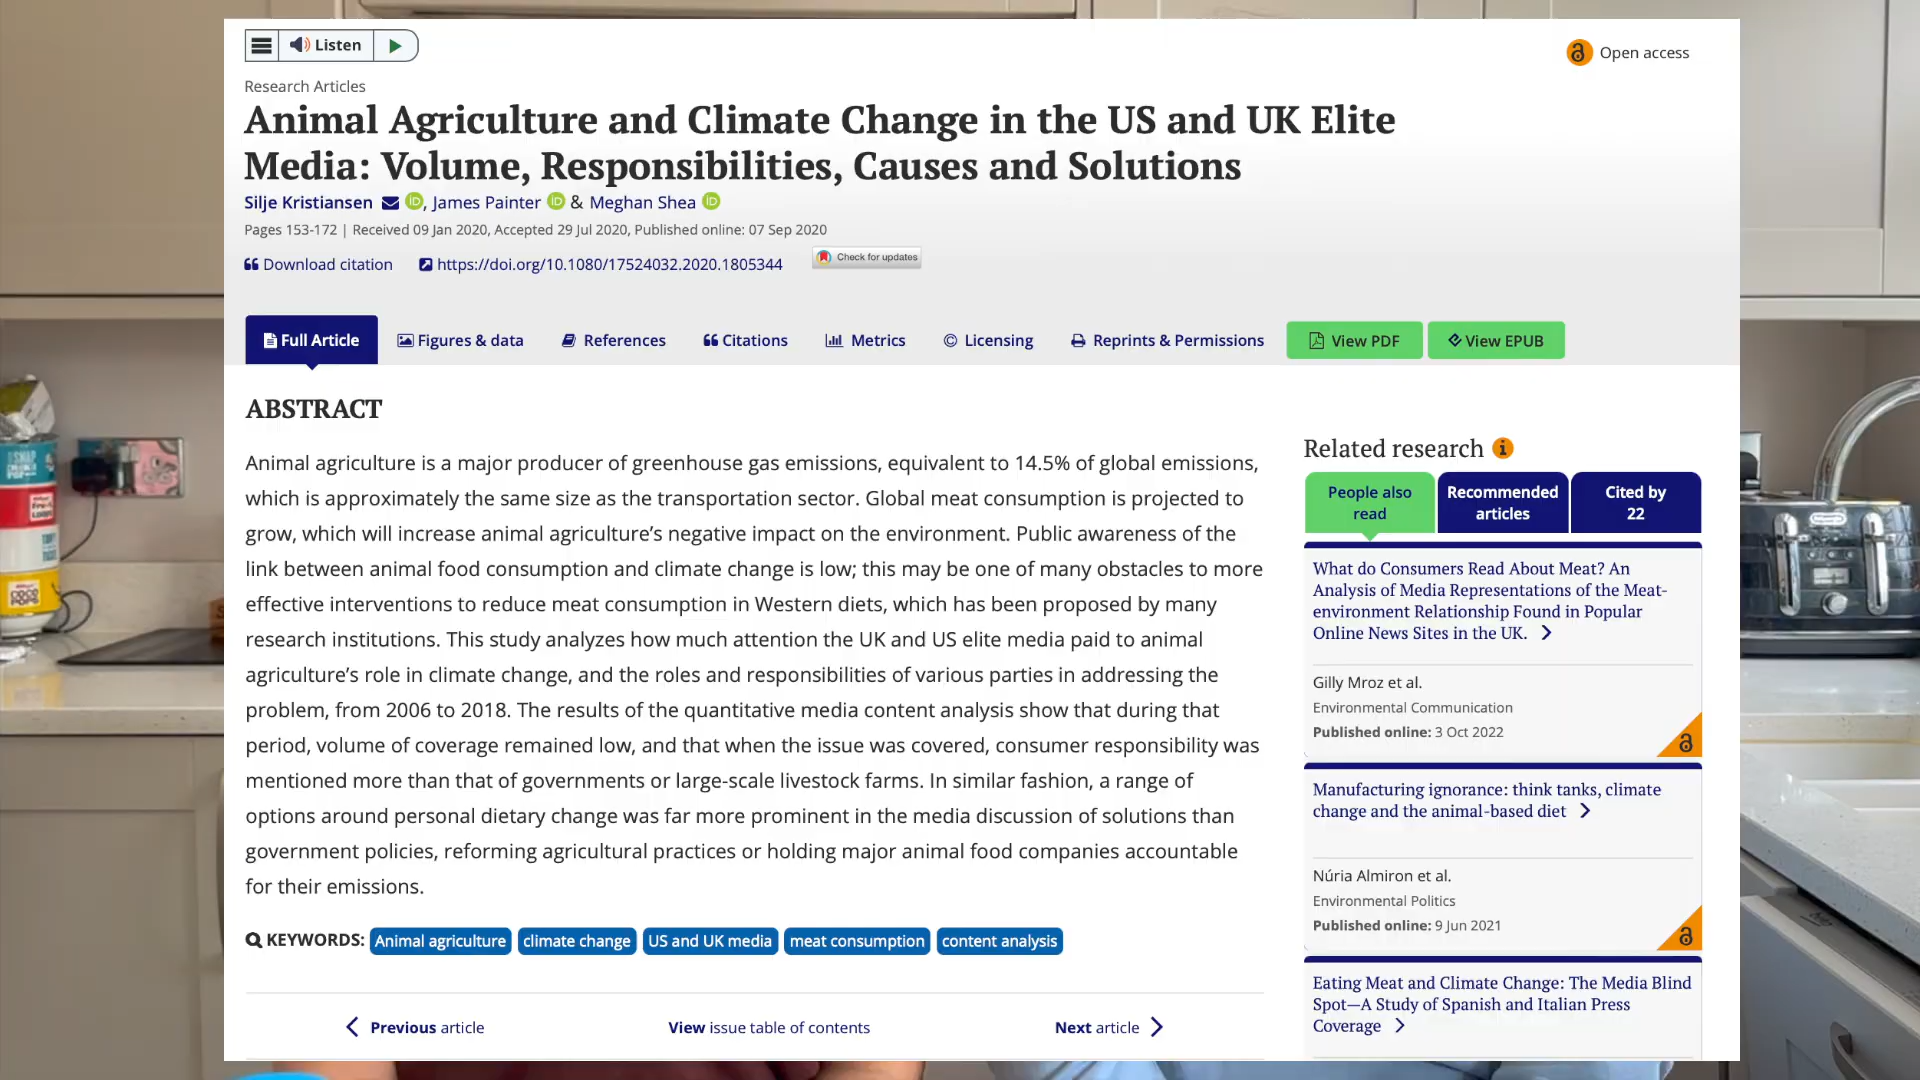 Listen
Open access
Research Articles
Animal Agriculture and Climate Change in the US and UK Elite
Media: Volume, Responsibilities, Causes and Solutions
Silje Kristiansen iD, James Painter iD & Meghan Shea iD
Pages 153-172 | Received 09 Jan 2020, Accepted 29 Jul 2020, Published online: 07 Sep 2020
Download citation https://doi.org/10.1080/17524032.2020.1805344 Check for updates
Full Article Figures & data References Citations Metrics © Licensing Reprints & Permissions View PDF View EPUB
ABSTRACT
Animal agriculture is a major producer of greenhouse gas emissions, equivalent to 14.5% of global emissions,
which is approximately the same size as the transportation sector. Global meat consumption is projected to
grow, which will increase animal agriculture’s negative impact on the environment. Public awareness of the
link between animal food consumption and climate change is low; this may be one of many obstacles to more
effective interventions to reduce meat consumption in Western diets, which has been proposed by many
research institutions. This study analyzes how much attention the UK and US elite media paid to animal
agriculture’s role in climate change, and the roles and responsibilities of various parties in addressing the
problem, from 2006 to 2018. The results of the quantitative media content analysis show that during that
period, volume of coverage remained low, and that when the issue was covered, consumer responsibility was
mentioned more than that of governments or large-scale livestock farms. In similar fashion, a range of
options around personal dietary change was far more prominent in the media discussion of solutions than
government policies, reforming agricultural practices or holding major animal food companies accountable
for their emissions.
KEYWORDS: Animal agriculture climate change US and UK media meat consumption content analysis
Previous article View issue table of contents Next article
Related research i
People also
read
Recommended
articles
Cited by
22
What do Consumers Read About Meat? An
Analysis of Media Representations of the Meat-
environment Relationship Found in Popular
Online News Sites in the UK.
Gilly Mroz et al.
Environmental Communication
Published online: 3 Oct 2022
Manufacturing ignorance: think tanks, climate
change and the animal-based diet
Núria Almiron et al.
Environmental Politics
Published online: 9 Jun 2021
Eating Meat and Climate Change: The Media Blind
Spot—A Study of Spanish and Italian Press
Coverage
COCO
POPS